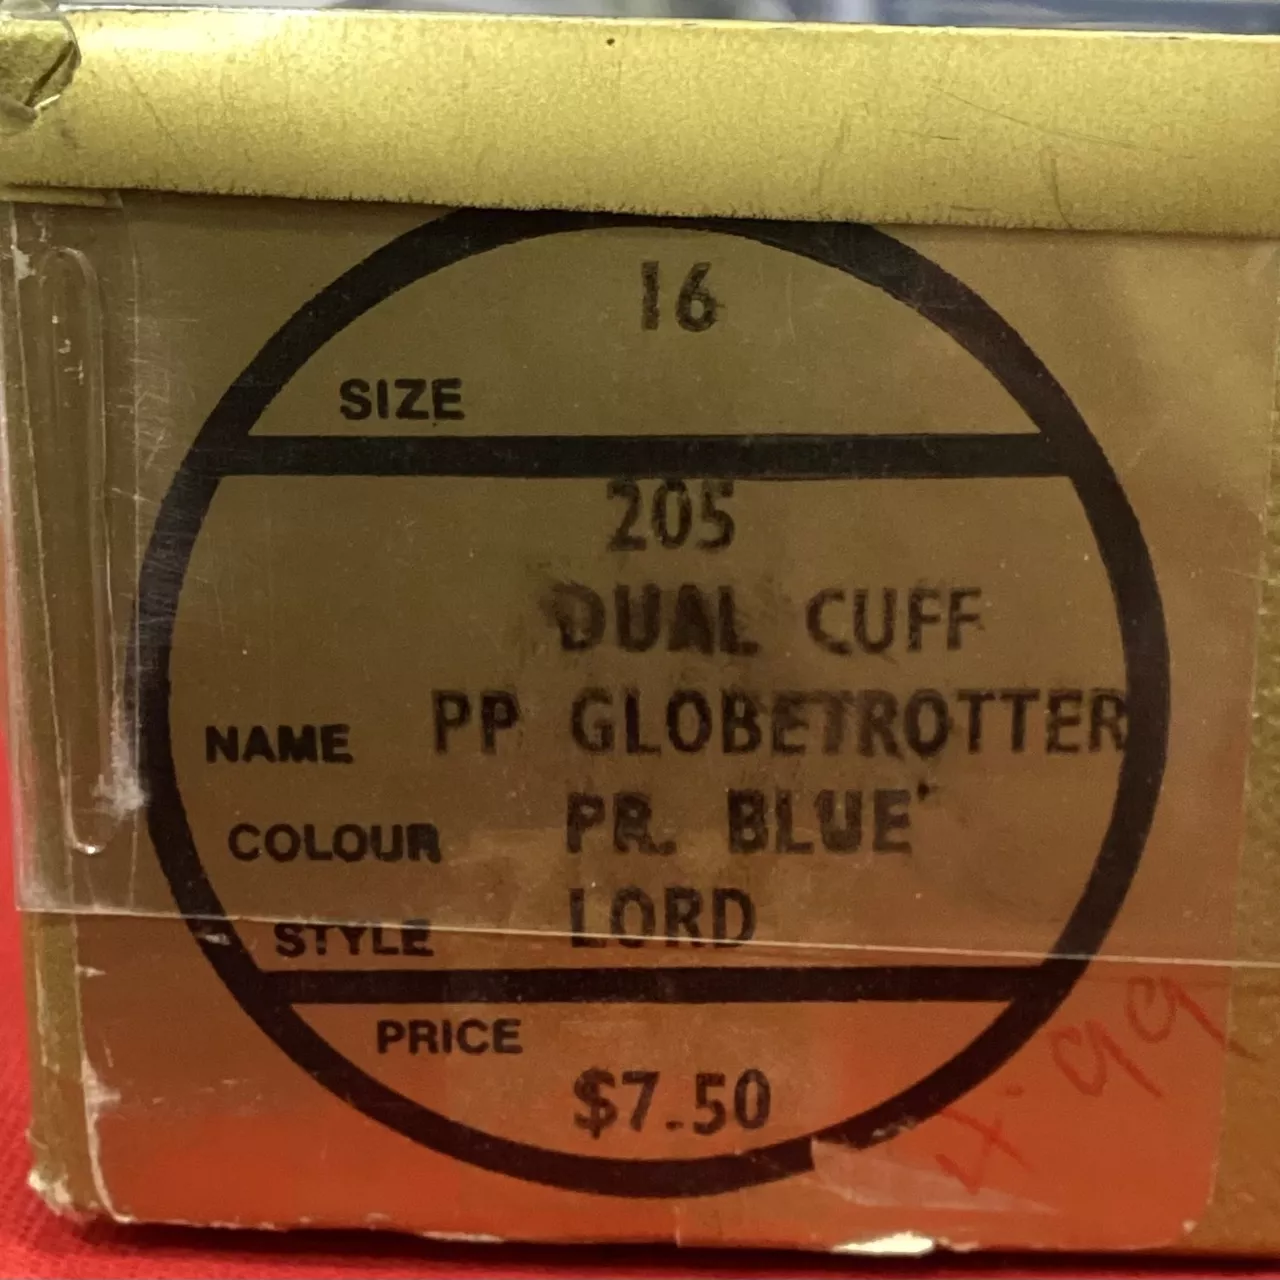 16
SIZE
205
DUAL CUFF
NAME PP GLOBETROTTER
COLOUR PR. BLUE
STYLE LORD
PRICE
$7.50
4.99